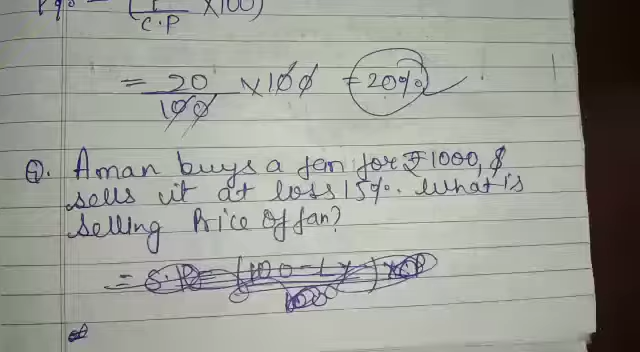 P% = (P/C.P ×100)
= 20/100 ×100 = 20%
Q. Aman buys a fan for ₹1000, &
sells it at loss 15%. What is
Selling Price of fan?